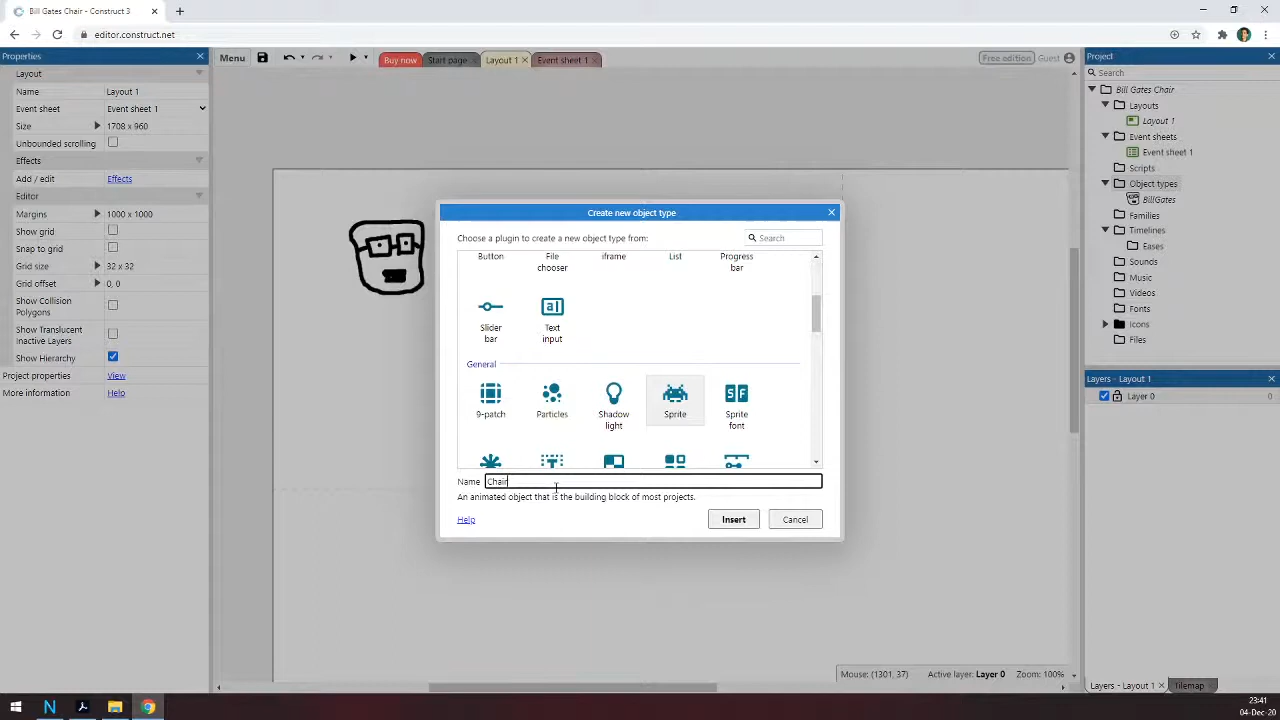 Bill Gates Chair - Construct 3
editor.construct.net
Properties
Layout
Name Layout 1
Event sheet Event sheet 1
Size 1708 x 960
Unbounded scrolling
Effects
Add / edit Effects
Editor
Margins 1000 x 1000
Show grid
Snap to grid
Grid size 32 x 32
Grid offset 0, 0
Show Collision
Polygons
Show Translucent
Inactive Layers
Show Hierarchy
Project properties View
More information Help
Menu
Buy now Start page Layout 1 Event sheet 1
Free edition Guest
Create new object type
Choose a plugin to create a new object type from:
Search
Button File chooser iframe List Progress bar
Slider bar Text input
General
9-patch Particles Shadow light Sprite Sprite font
Name Chair
An animated object that is the building block of most projects.
Help Insert Cancel
Mouse: (1301, 37) Active layer: Layer 0 Zoom: 100%
Project
Search
Bill Gates Chair
Layouts
Layout 1
Event sheets
Event sheet 1
Scripts
Object types
BillGates
Families
Timelines
Eases
Sounds
Music
Videos
Fonts
Icons
Files
Layers - Layout 1
Layer 0 0
Layers - Layout 1 Tilemap
23:41
04-Dec-20